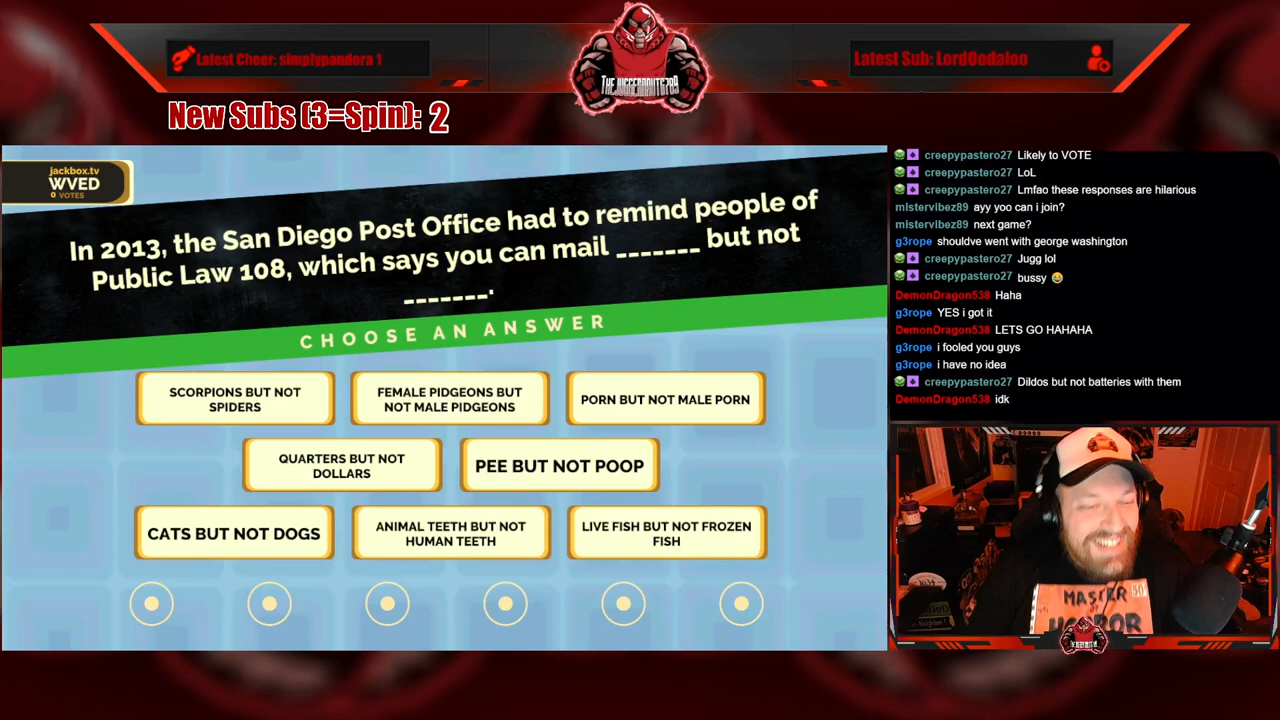 Latest Cheer: simplypandora 1
THEJUGGERNAUT6789
Latest Sub: LordOodaloo
New Subs (3=Spin): 2
jackbox.tv
WVED
0 VOTES
In 2013, the San Diego Post Office had to remind people of
Public Law 108, which says you can mail _______ but not
_______.
CHOOSE AN ANSWER
SCORPIONS BUT NOT
SPIDERS
FEMALE PIDGEONS BUT
NOT MALE PIDGEONS
PORN BUT NOT MALE PORN
QUARTERS BUT NOT
DOLLARS
PEE BUT NOT POOP
CATS BUT NOT DOGS
ANIMAL TEETH BUT NOT
HUMAN TEETH
LIVE FISH BUT NOT FROZEN
FISH
creepypastero27 Likely to VOTE
creepypastero27 LoL
creepypastero27 Lmfao these responses are hilarious
mistervibez89 ayy yoo can i join?
mistervibez89 next game?
g3rope shouldve went with george washington
creepypastero27 Jugg lol
creepypastero27 bussy 😂
DemonDragon538 Haha
g3rope YES i got it
DemonDragon538 LETS GO HAHAHA
g3rope i fooled you guys
g3rope i have no idea
creepypastero27 Dildos but not batteries with them
DemonDragon538 idk
MASTER
HORROR